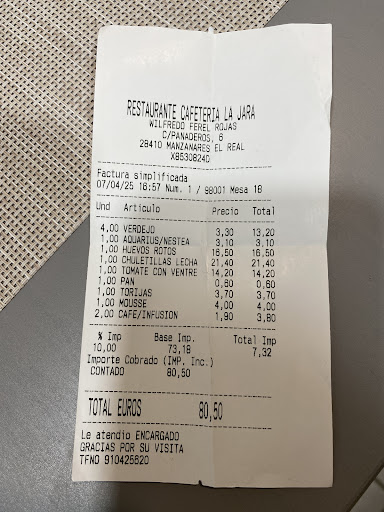 RESTAURANTE CAFETERIA LA JARA
WILFREDO FEREL ROJAS
C/PANADEROS, 6
28410 MANZANARES EL REAL
X8530824D
Factura simplificada
07/04/25 16:57 Num. 1 / 98001 Mesa 18
Und Articulo Precio Total
4,00 VERDEJO 3,30 13,20
1,00 AQUARIUS/NESTEA 3,10 3,10
1,00 HUEVOS ROTOS 16,50 16,50
1,00 CHULETILLAS LECHA 21,40 21,40
1,00 TOMATE CON VENTRE 14,20 14,20
1,00 PAN 0,60 0,60
1,00 TORIJAS 3,70 3,70
1,00 MOUSSE 4,00 4,00
2,00 CAFE/INFUSION 1,90 3,80
% Imp Base Imp. Total Imp
10,00 73,18 7,32
Importe Cobrado (IMP. Inc.)
CONTADO 80,50
TOTAL EUROS 80,50
Le atendio ENCARGADO
GRACIAS POR SU VISITA
TFNO 910425620